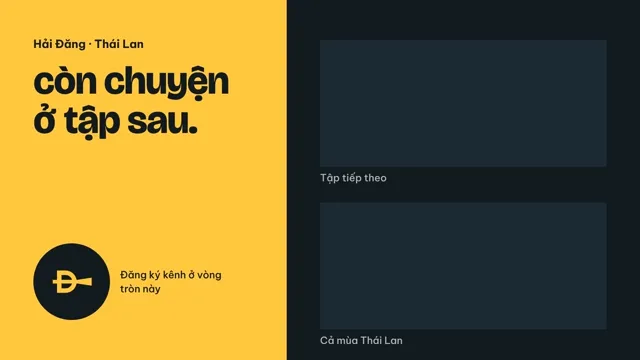 Hải Đăng · Thái Lan
còn chuyện
ở tập sau.
Đ
Đăng ký kênh ở vòng
tròn này
Tập tiếp theo
Cả mùa Thái Lan